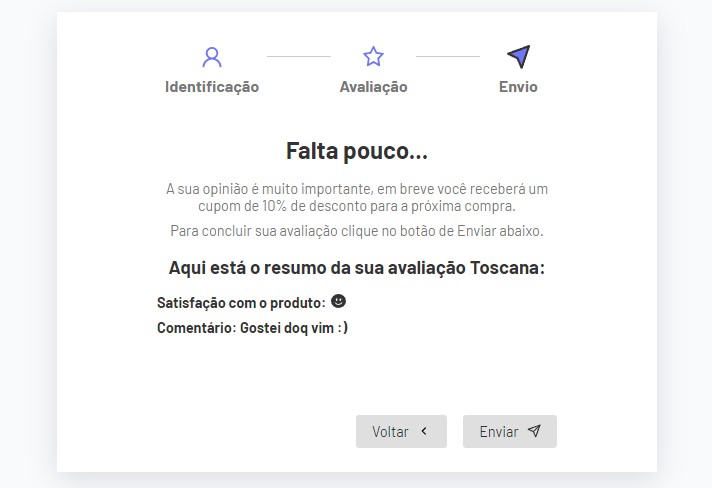 Identificação
Avaliação
Envio
Falta pouco...
A sua opinião é muito importante, em breve você receberá um
cupom de 10% de desconto para a próxima compra.
Para concluir sua avaliação clique no botão de Enviar abaixo.
Aqui está o resumo da sua avaliação Toscana:
Satisfação com o produto:
Comentário: Gostei doq vim :)
Voltar
Enviar